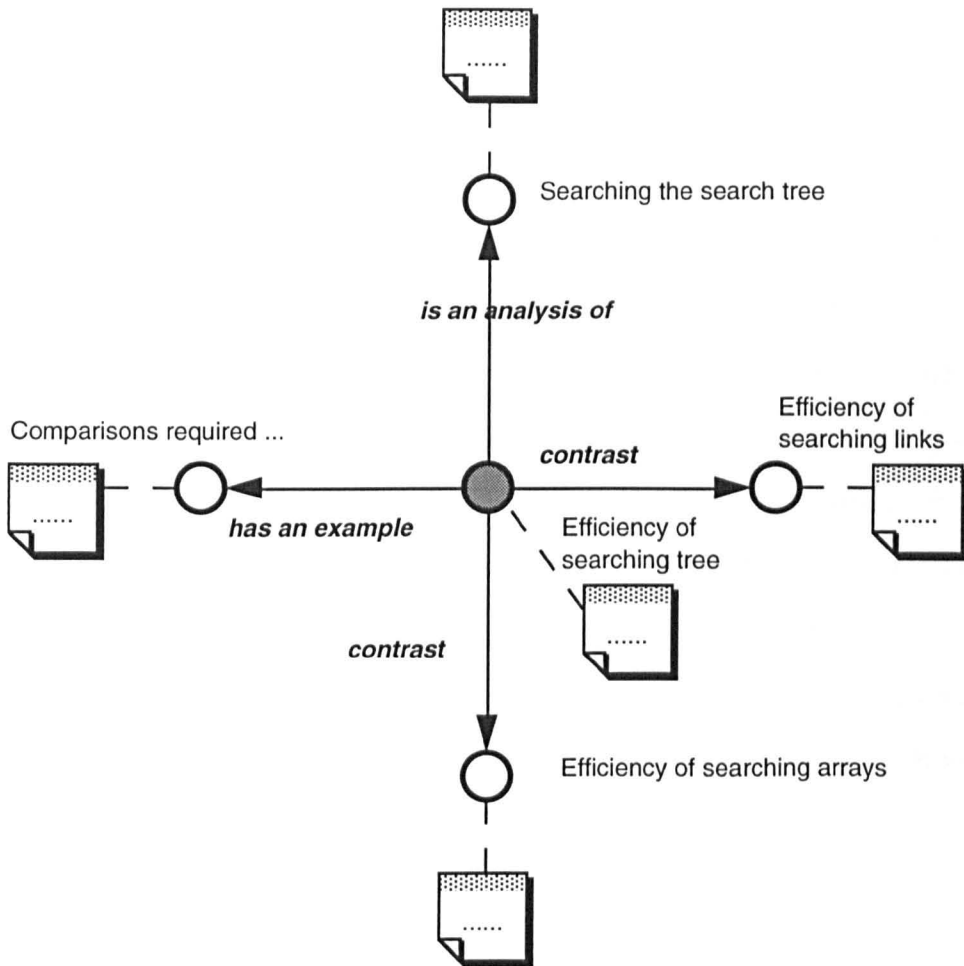 ......
Searching the search tree
is an analysis of
Comparisons required ...
Efficiency of
searching links
contrast
......
......
has an example
Efficiency of
searching tree
......
contrast
Efficiency of searching arrays
......